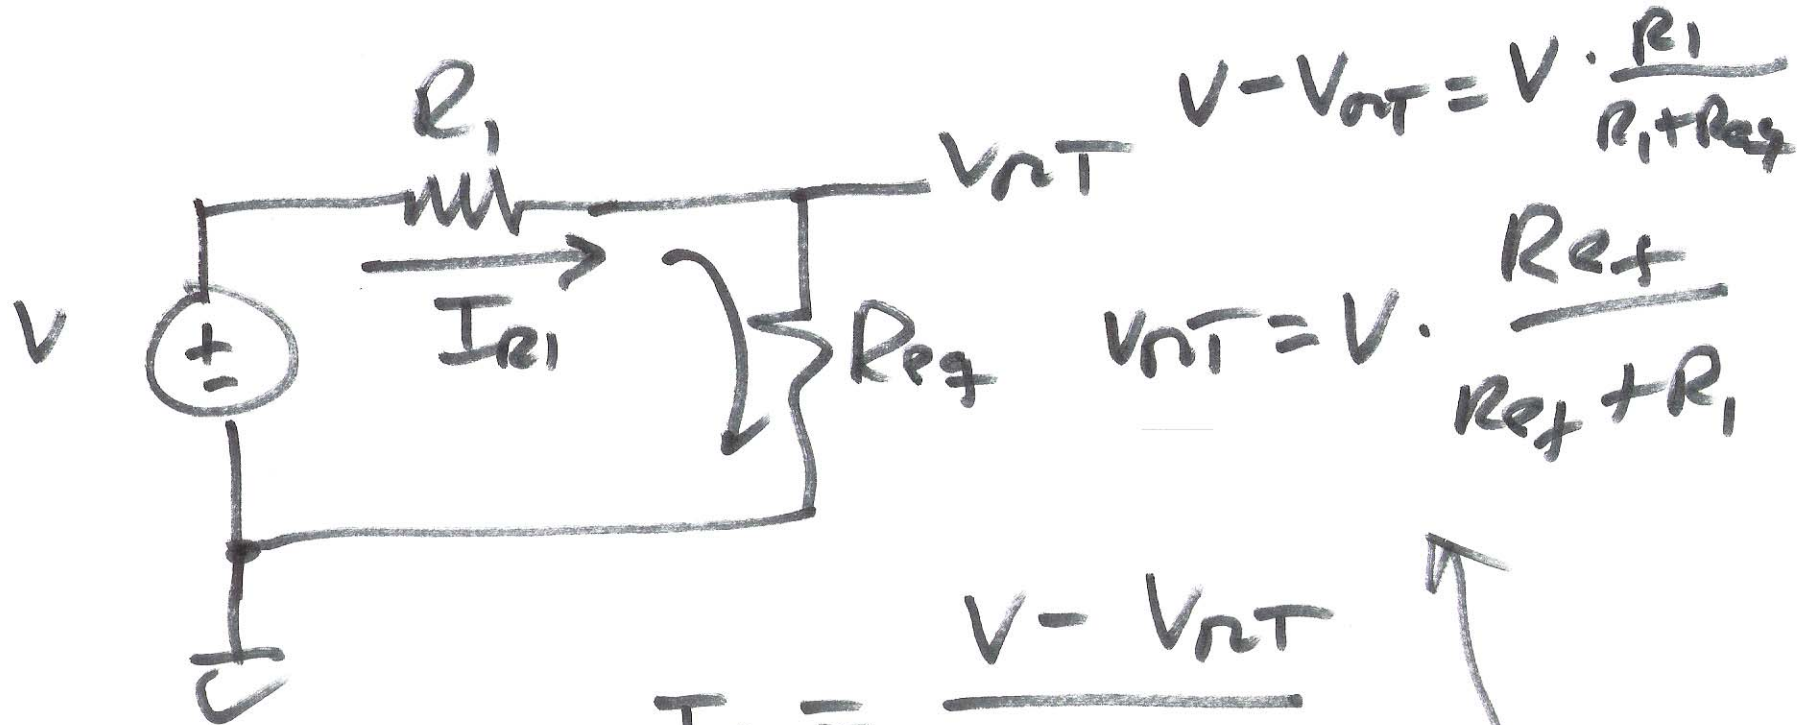 R1
V - VOUT = V · R1 / (R1 + Req)
VOUT
V
+
-
IR1
Req
VOUT = V · Req / (Req + R1)
V - VOUT
I =